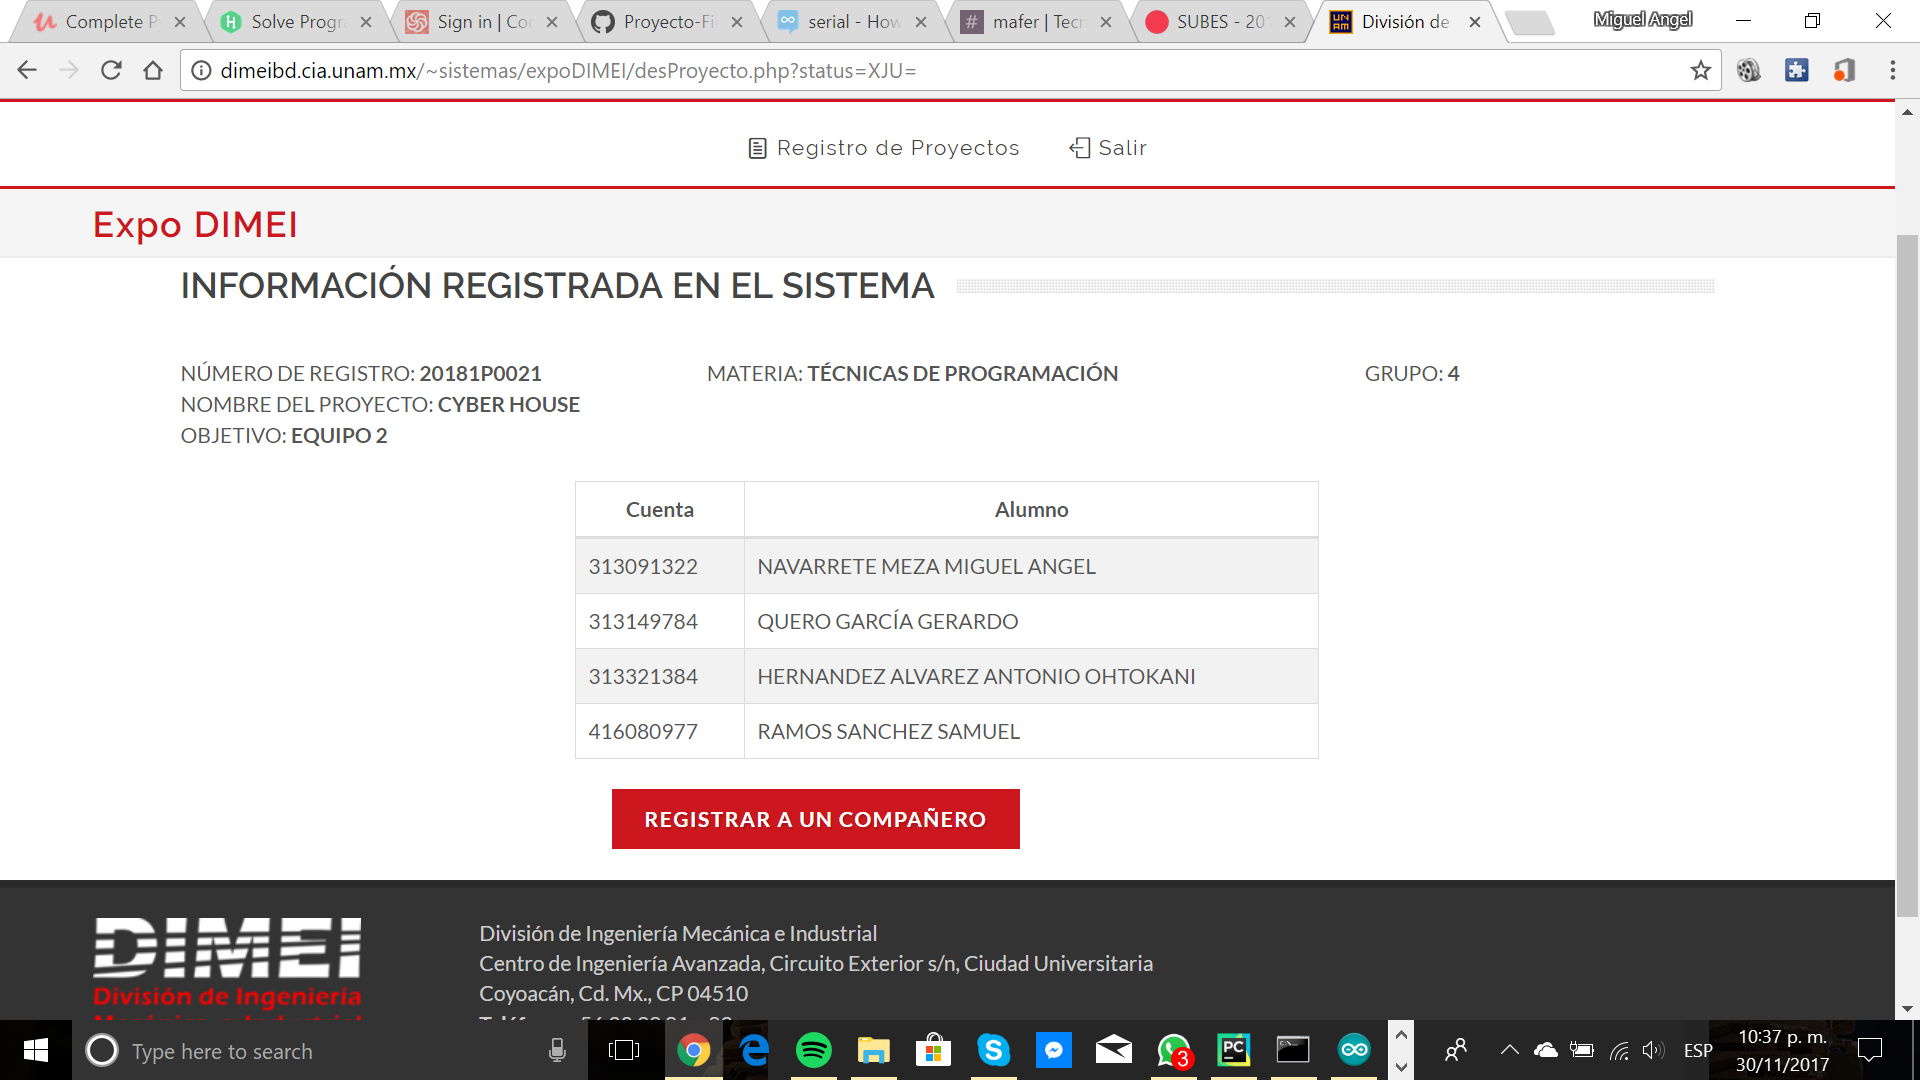 Complete P
Solve Progra
Sign in | Co
Proyecto-Fi
serial - How
mafer | Tecn
SUBES - 20
División de
Miguel Angel
dimeibd.cia.unam.mx/~sistemas/expoDIMEI/desProyecto.php?status=XJU=
Registro de Proyectos
Salir
Expo DIMEI
INFORMACIÓN REGISTRADA EN EL SISTEMA
NÚMERO DE REGISTRO: 20181P0021 MATERIA: TÉCNICAS DE PROGRAMACIÓN GRUPO: 4
NOMBRE DEL PROYECTO: CYBER HOUSE
OBJETIVO: EQUIPO 2
Cuenta Alumno
313091322 NAVARRETE MEZA MIGUEL ANGEL
313149784 QUERO GARCÍA GERARDO
313321384 HERNANDEZ ALVAREZ ANTONIO OHTOKANI
416080977 RAMOS SANCHEZ SAMUEL
REGISTRAR A UN COMPAÑERO
DIMEI
División de Ingeniería
División de Ingeniería Mecánica e Industrial
Centro de Ingeniería Avanzada, Circuito Exterior s/n, Ciudad Universitaria
Coyoacán, Cd. Mx., CP 04510
Type here to search
3
PC
ESP
10:37 p. m.
30/11/2017